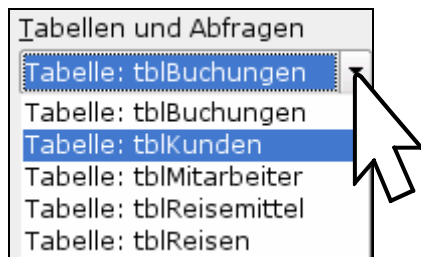 Tabellen und Abfragen
Tabelle: tblBuchungen
Tabelle: tblBuchungen
Tabelle: tblKunden
Tabelle: tblMitarbeiter
Tabelle: tblReisemittel
Tabelle: tblReisen